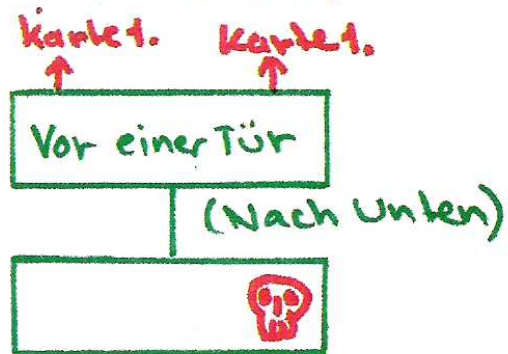 Karte 1. Karte 1.
Vor einer Tür
(Nach Unten)